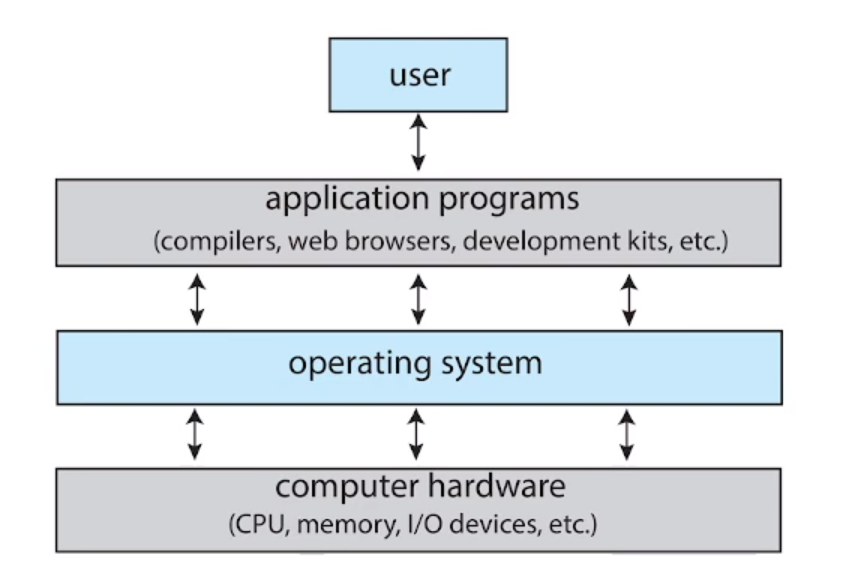 user
application programs
(compilers, web browsers, development kits, etc.)
operating system
computer hardware
(CPU, memory, I/O devices, etc.)